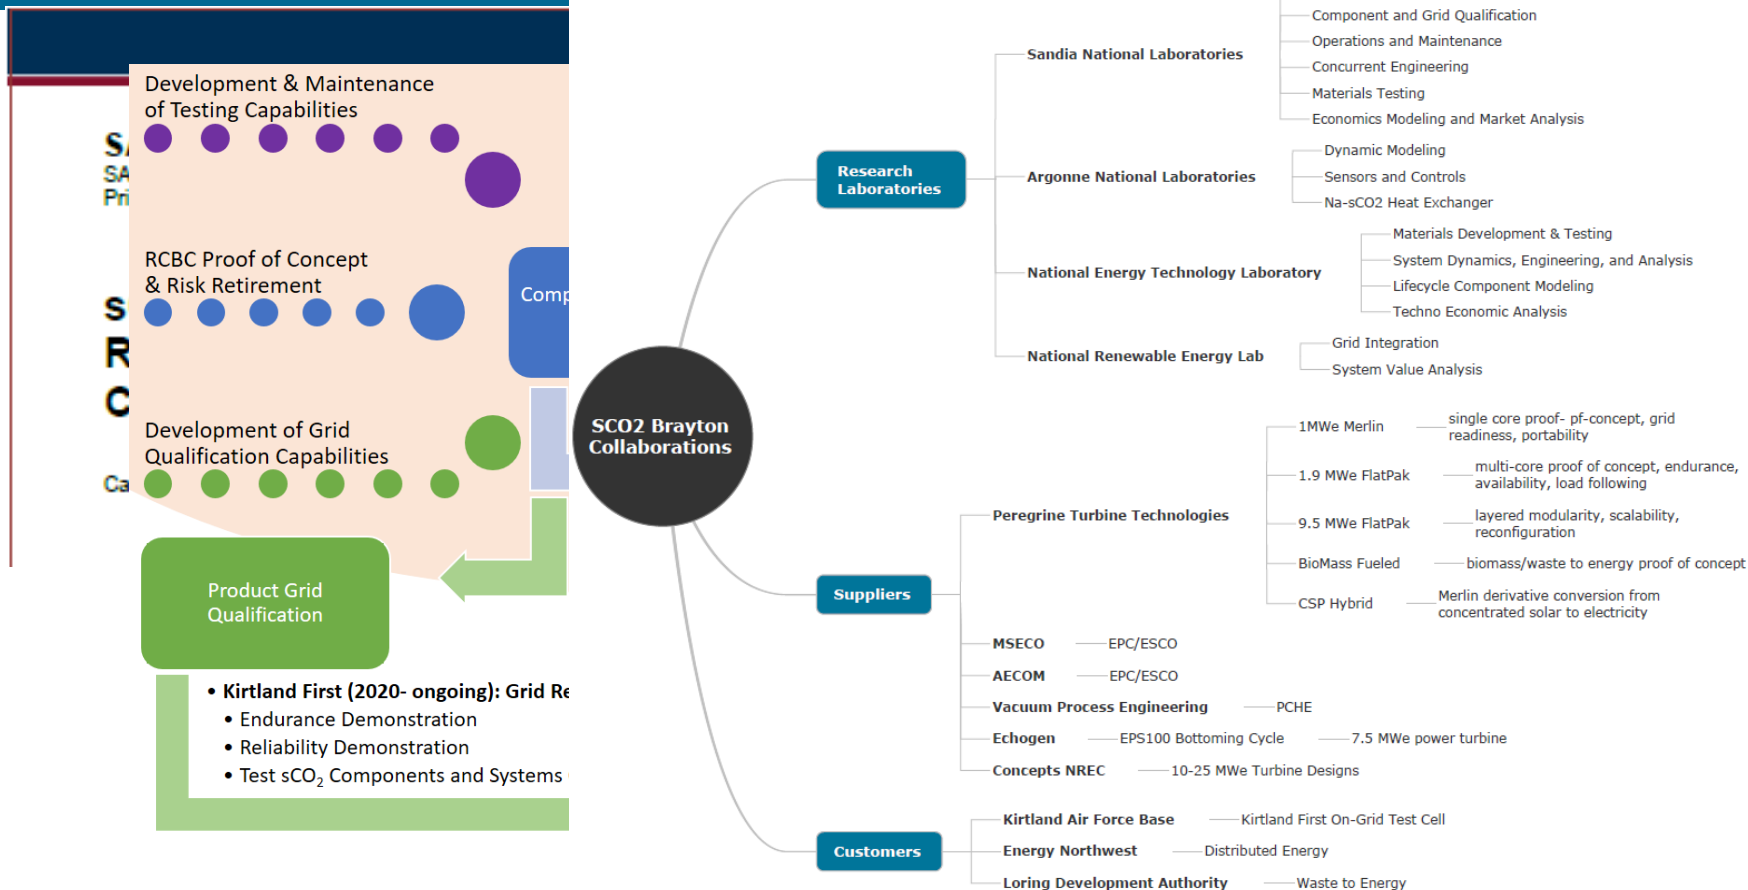 SA
Pri
R
C
Ca
Development & Maintenance
of Testing Capabilities
RCBC Proof of Concept
& Risk Retirement
Comp
Development of Grid
Qualification Capabilities
Product Grid
Qualification
• Kirtland First (2020- ongoing): Grid Re
• Endurance Demonstration
• Reliability Demonstration
• Test sCO₂ Components and Systems
SCO2 Brayton
Collaborations
Research
Laboratories
Sandia National Laboratories
Component and Grid Qualification
Operations and Maintenance
Concurrent Engineering
Materials Testing
Economics Modeling and Market Analysis
Argonne National Laboratories
Dynamic Modeling
Sensors and Controls
Na-sCO2 Heat Exchanger
National Energy Technology Laboratory
Materials Development & Testing
System Dynamics, Engineering, and Analysis
Lifecycle Component Modeling
Techno Economic Analysis
National Renewable Energy Lab
Grid Integration
System Value Analysis
Suppliers
Peregrine Turbine Technologies
1MWe Merlin
single core proof- pf-concept, grid
readiness, portability
1.9 MWe FlatPak
multi-core proof of concept, endurance,
availability, load following
9.5 MWe FlatPak
layered modularity, scalability,
reconfiguration
BioMass Fueled
biomass/waste to energy proof of concept
CSP Hybrid
Merlin derivative conversion from
concentrated solar to electricity
MSECO
EPC/ESCO
AECOM
EPC/ESCO
Vacuum Process Engineering
PCHE
Echogen
EPS100 Bottoming Cycle
7.5 MWe power turbine
Concepts NREC
10-25 MWe Turbine Designs
Customers
Kirtland Air Force Base
Kirtland First On-Grid Test Cell
Energy Northwest
Distributed Energy
Loring Development Authority
Waste to Energy